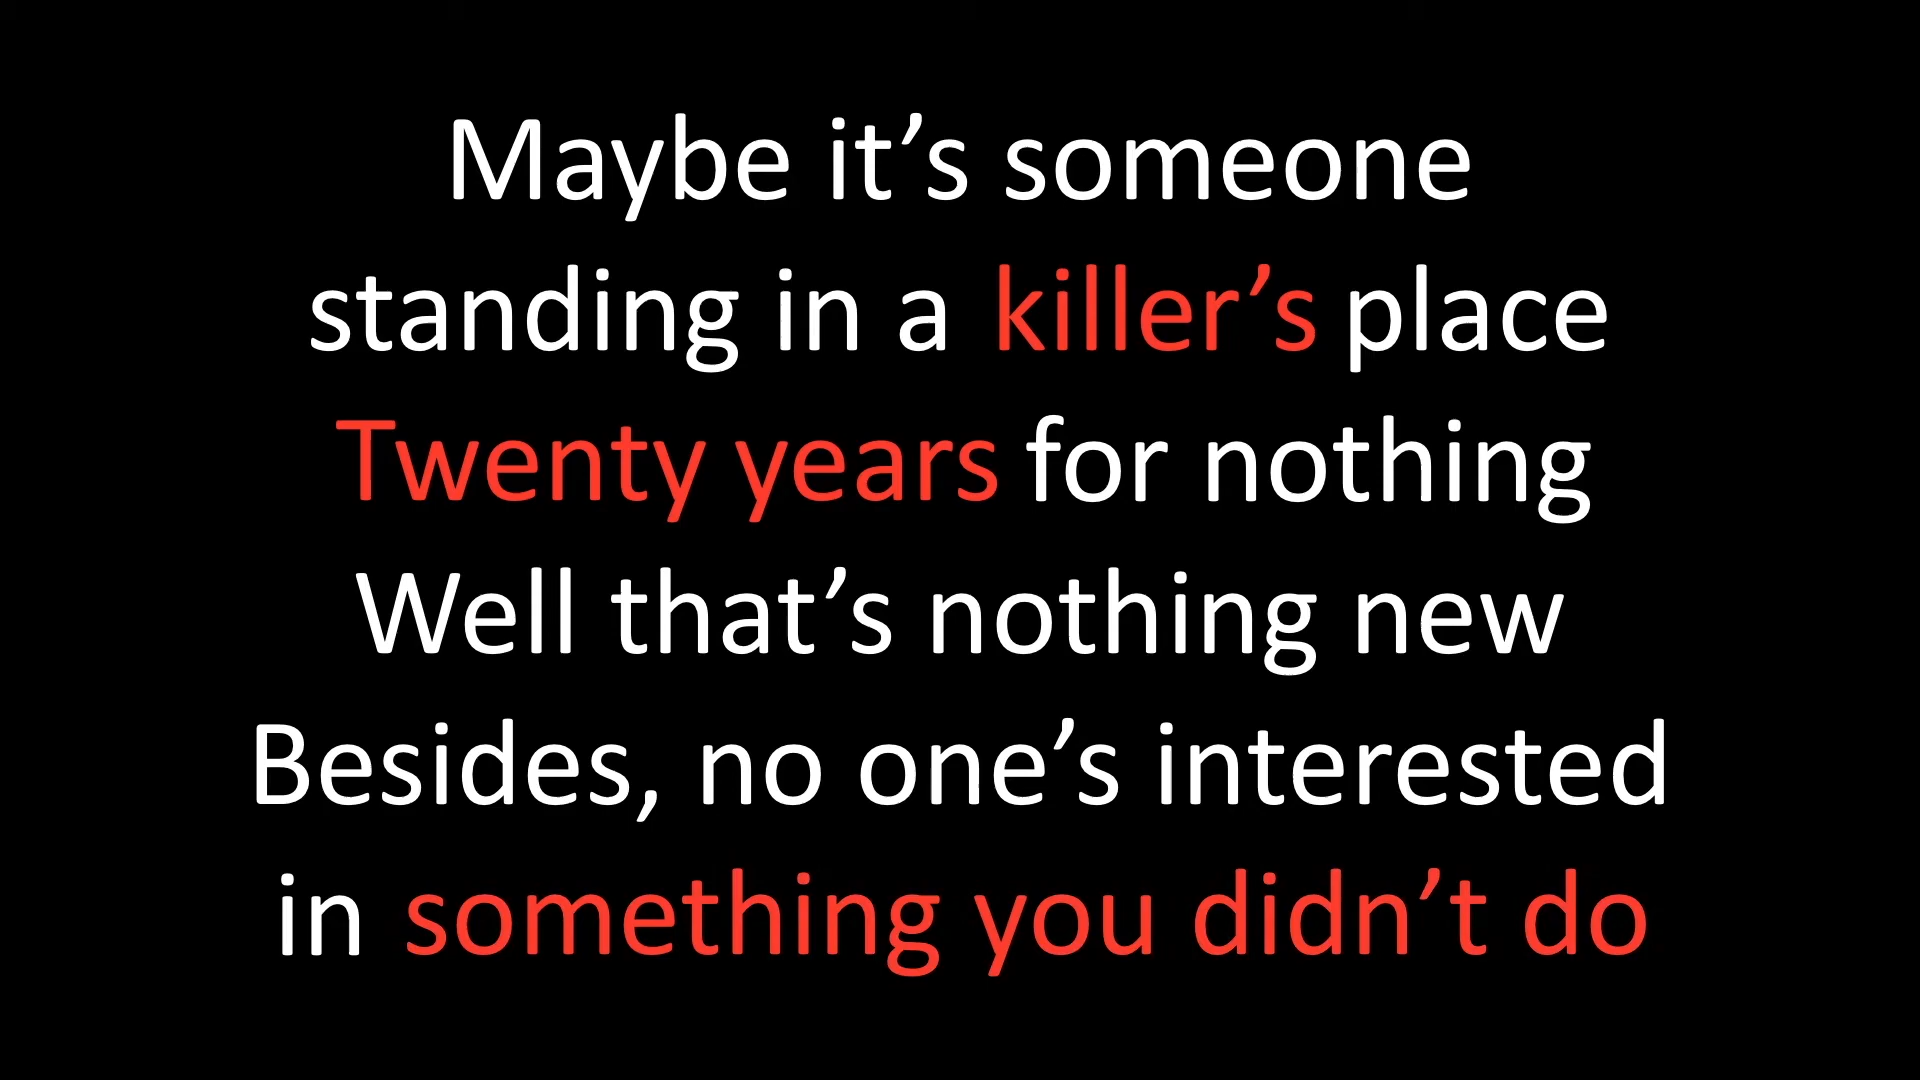 Maybe it’s someone
standing in a killer’s place
Twenty years for nothing
Well that’s nothing new
Besides, no one’s interested
in something you didn’t do